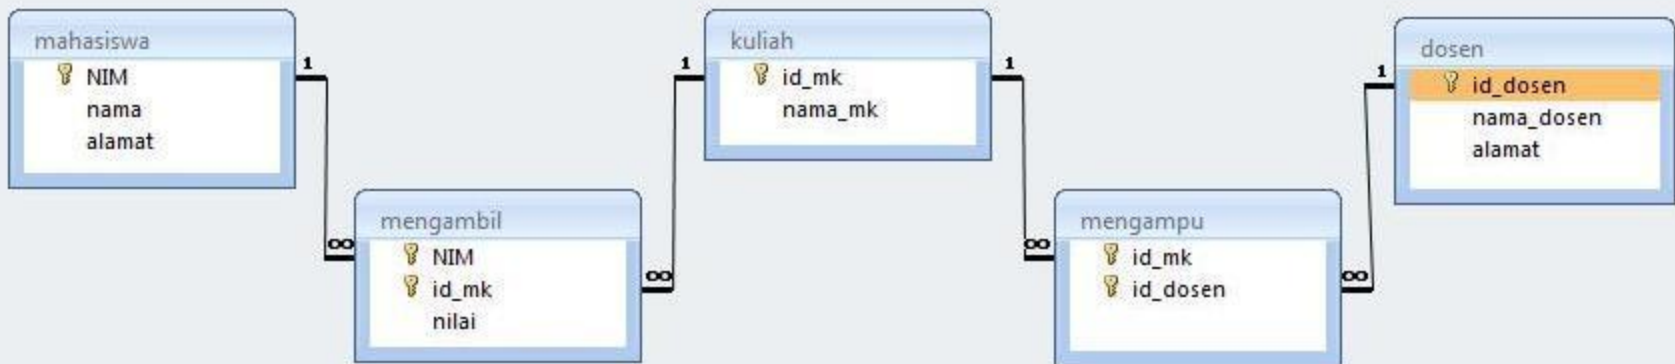 mahasiswa
NIM
nama
alamat
1
∞
mengambil
NIM
id_mk
nilai
∞
1
kuliah
id_mk
nama_mk
1
∞
mengampu
id_mk
id_dosen
∞
1
dosen
id_dosen
nama_dosen
alamat